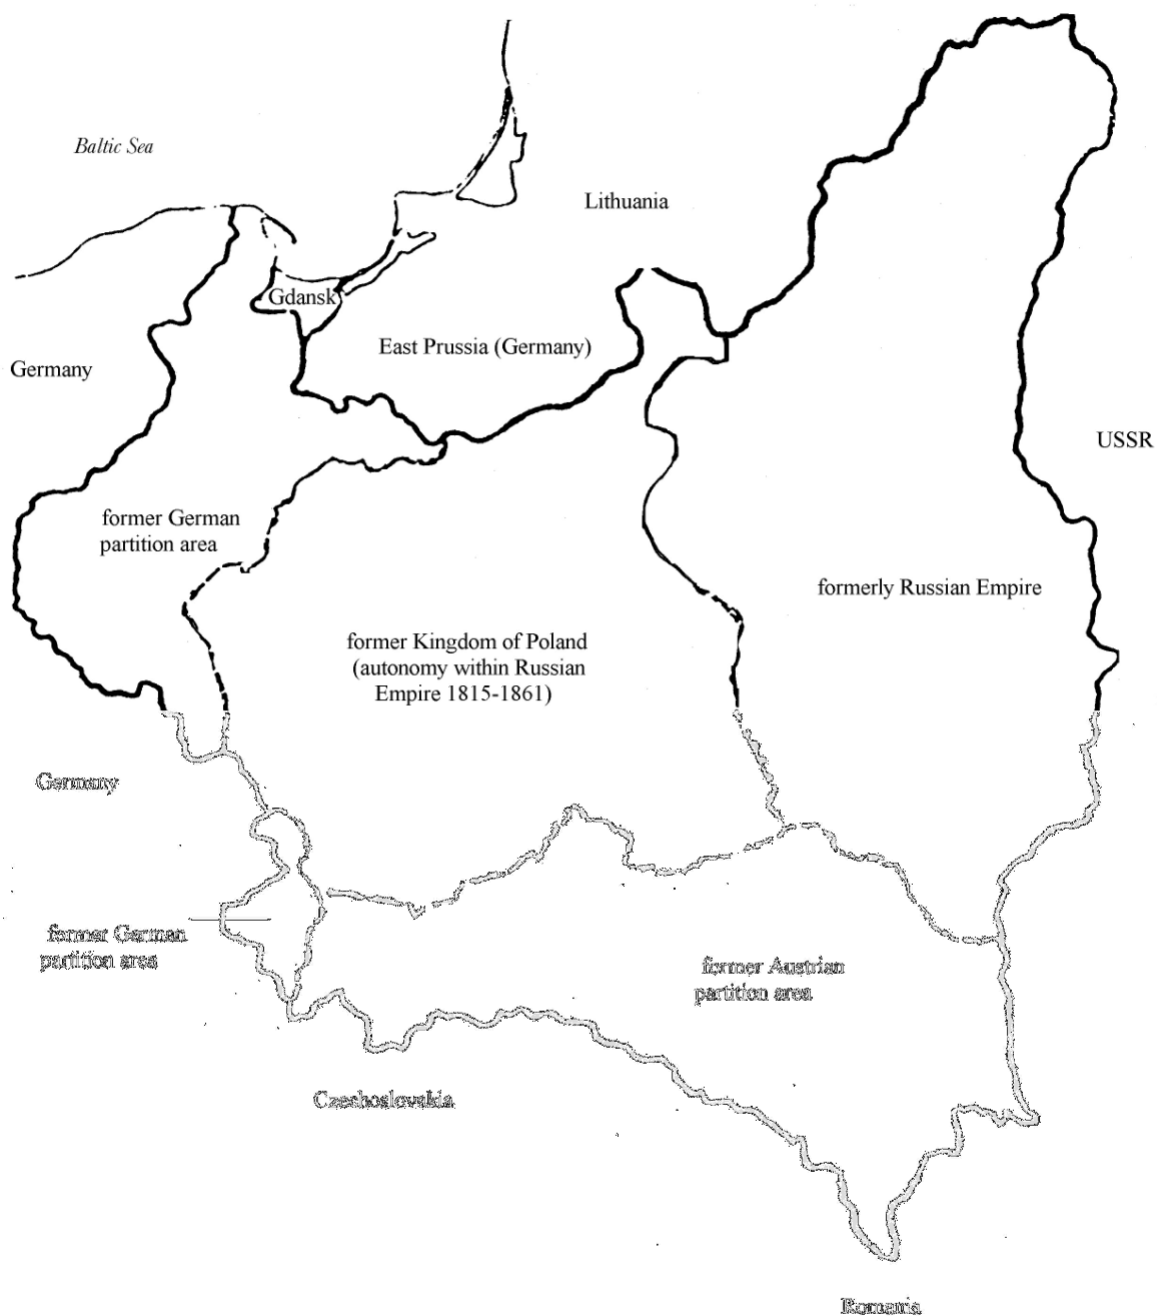 Baltic Sea
Lithuania
Gdansk
East Prussia (Germany)
Germany
USSR
former German
partition area
formerly Russian Empire
former Kingdom of Poland
(autonomy within Russian
Empire 1815-1861)
Germany
former German
partition area
former Austrian
partition area
Czechoslovakia
Romania